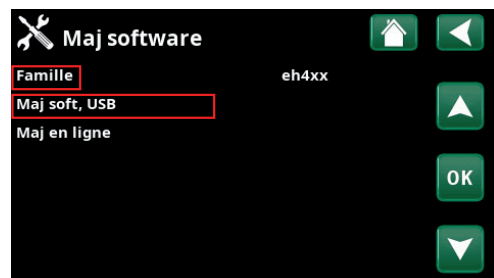 Maj software
Famille eh4xx
Maj soft, USB
Maj en ligne
OK